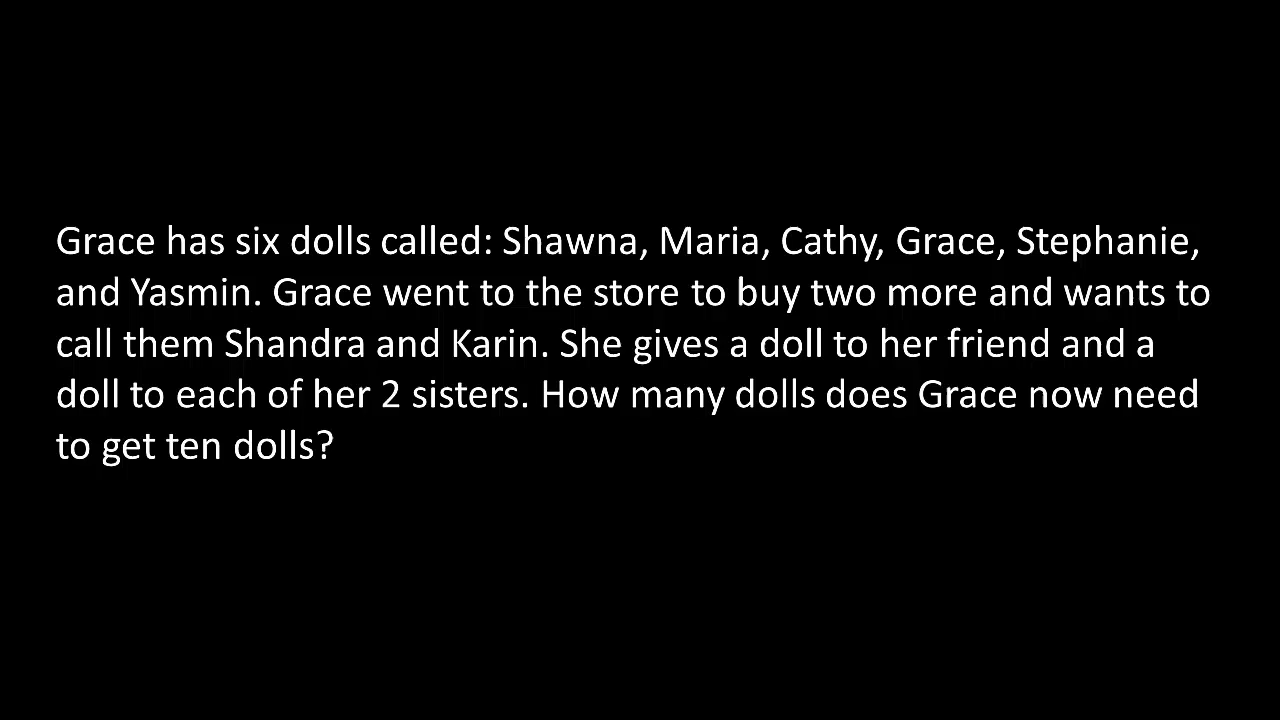 Grace has six dolls called: Shawna, Maria, Cathy, Grace, Stephanie,
and Yasmin. Grace went to the store to buy two more and wants to
call them Shandra and Karin. She gives a doll to her friend and a
doll to each of her 2 sisters. How many dolls does Grace now need
to get ten dolls?